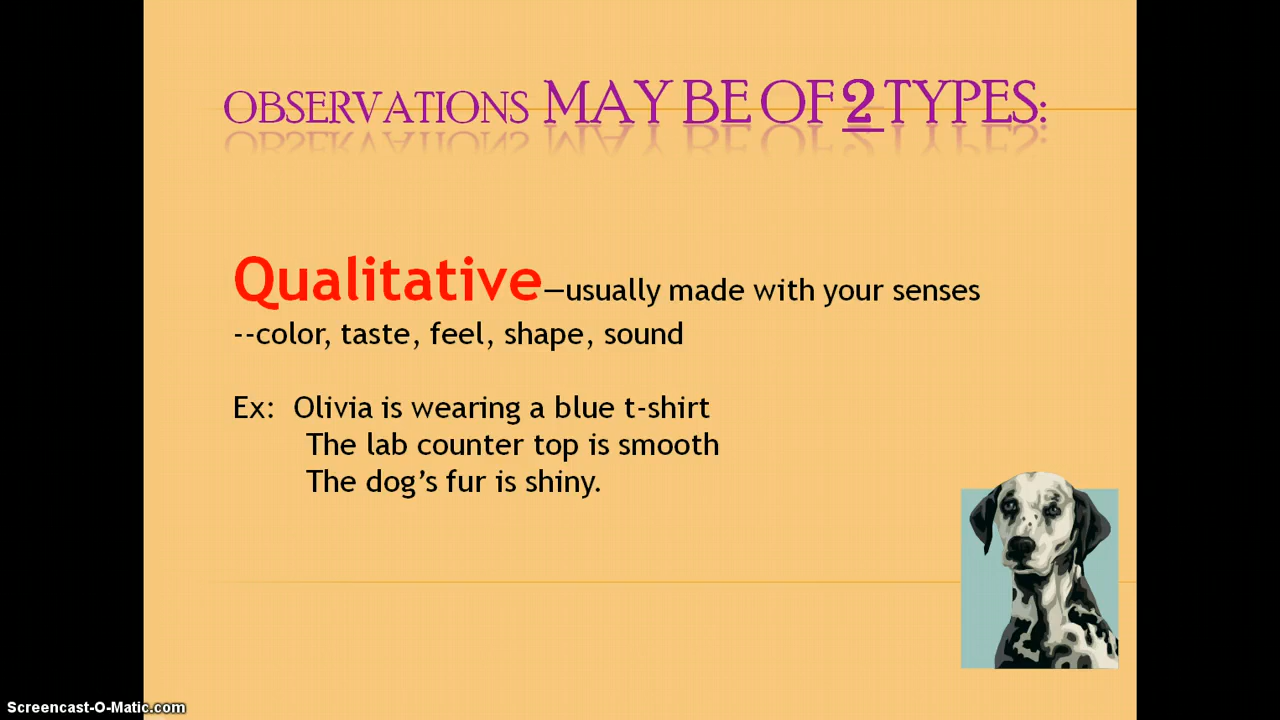 OBSERVATIONS MAY BE OF 2 TYPES:
Qualitative—usually made with your senses
--color, taste, feel, shape, sound
Ex: Olivia is wearing a blue t-shirt
The lab counter top is smooth
The dog’s fur is shiny.
Screencast-O-Matic.com